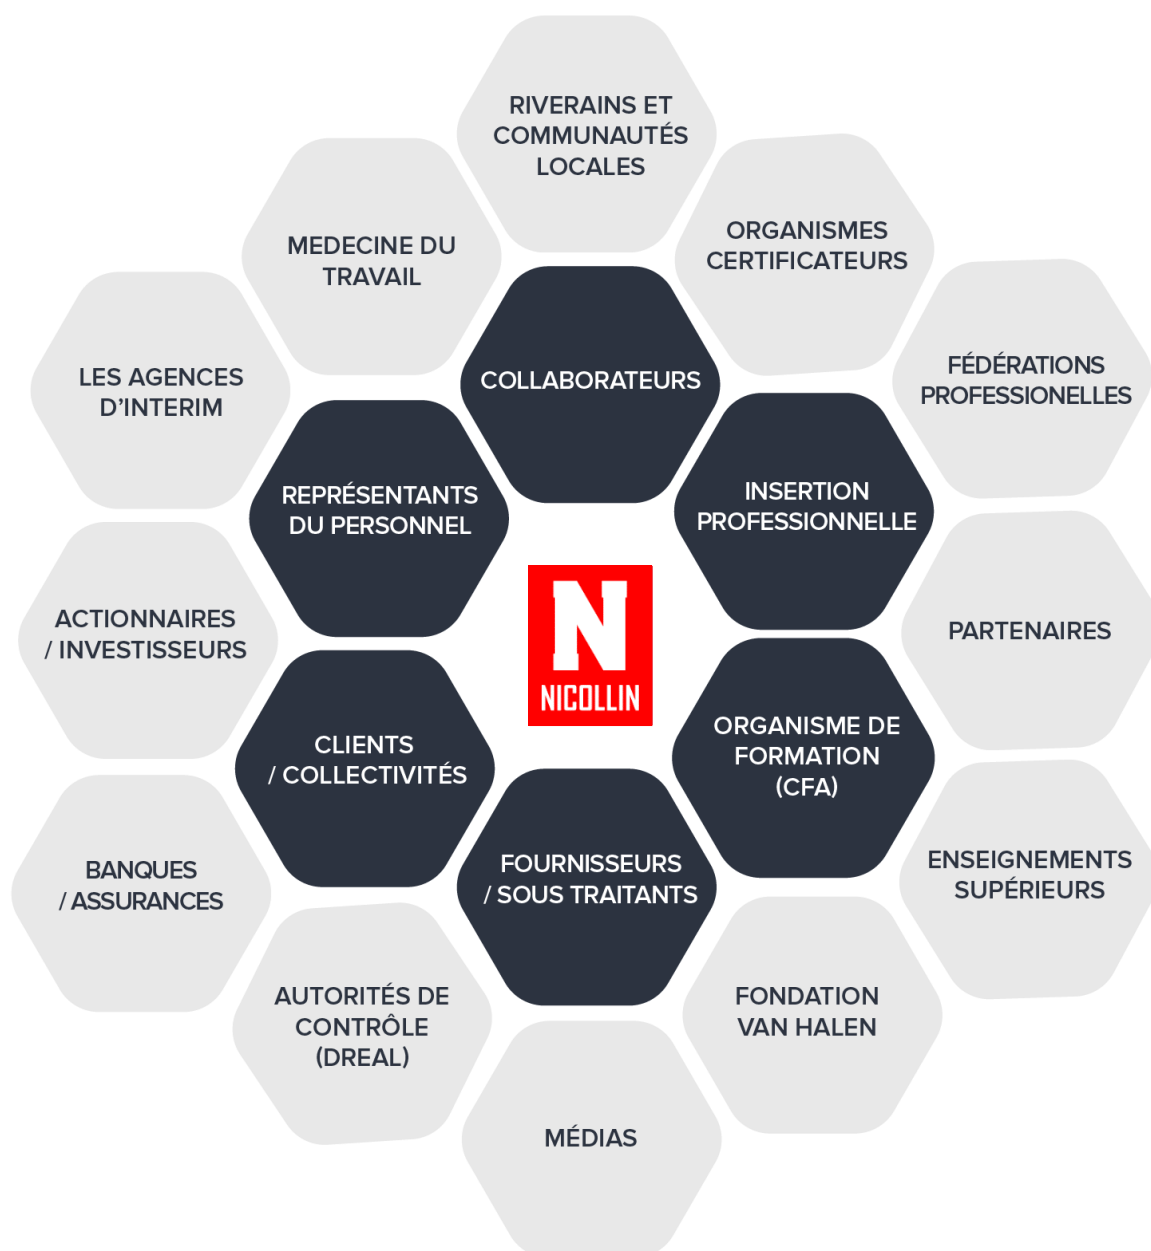 RIVERAINS ET
COMMUNAUTÉS
LOCALES
ORGANISMES
CERTIFICATEURS
MEDECINE DU
TRAVAIL
FÉDÉRATIONS
PROFESSIONELLES
LES AGENCES
D'INTERIM
COLLABORATEURS
INSERTION
PROFESSIONNELLE
REPRÉSENTANTS
DU PERSONNEL
ACTIONNAIRES
/ INVESTISSEURS
PARTENAIRES
N
NICOLLIN
ORGANISME DE
FORMATION
(CFA)
CLIENTS
/ COLLECTIVITÉS
FOURNISSEURS
/ SOUS TRAITANTS
BANQUES
/ ASSURANCES
ENSEIGNEMENTS
SUPÉRIEURS
AUTORITÉS DE
CONTRÔLE
(DREAL)
FONDATION
VAN HALEN
MÉDIAS